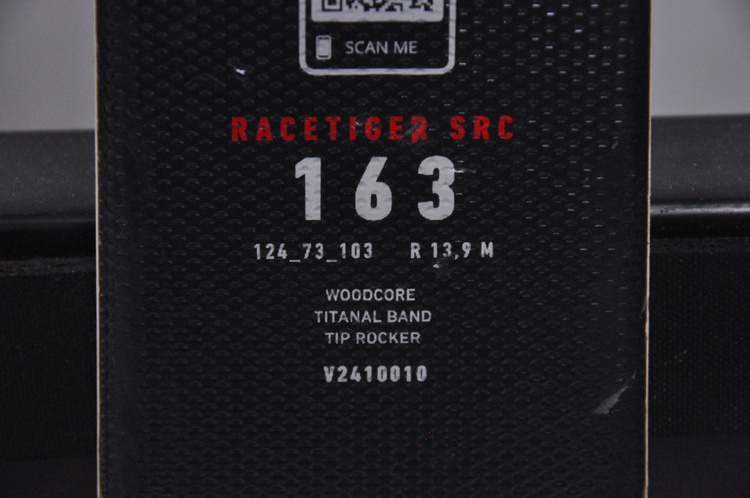 SCAN ME
RACETIGER SRC
163
124_73_103 R 13,9 M
WOODCORE
TITANAL BAND
TIP ROCKER
V2410010